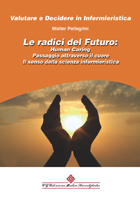 Valutare e Decidere in Infermieristica
Walter Pellegrini
Le radici del Futuro:
Human Caring
Passaggio attraverso il cuore
Il senso della scienza infermieristica